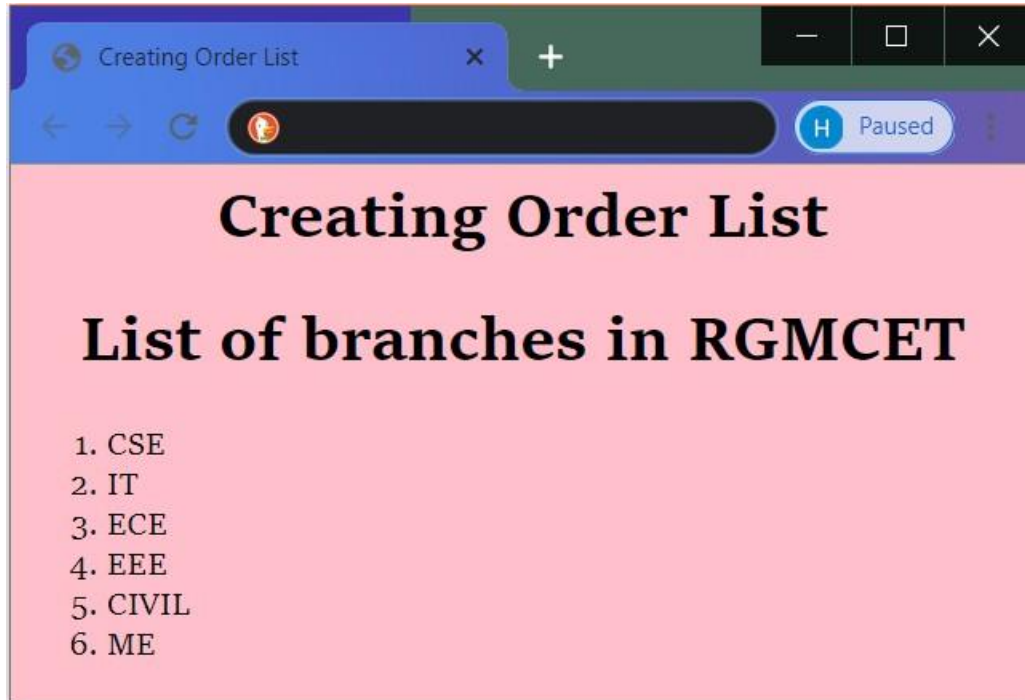 Creating Order List
H Paused
Creating Order List
List of branches in RGMCET
1. CSE
2. IT
3. ECE
4. EEE
5. CIVIL
6. ME